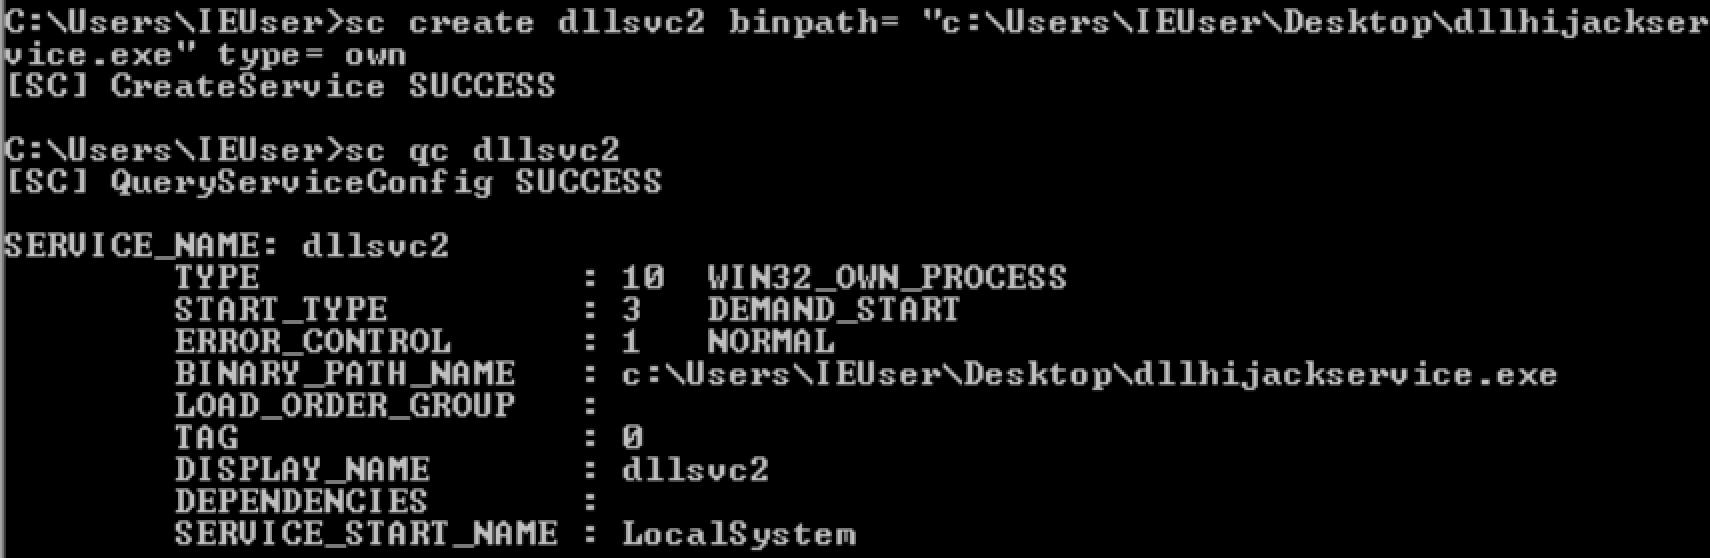 C:\Users\IEUser>sc create dllsvc2 binpath= "c:\Users\IEUser\Desktop\dllhijackser
vice.exe" type= own
[SC] CreateService SUCCESS
C:\Users\IEUser>sc qc dllsvc2
[SC] QueryServiceConfig SUCCESS
SERVICE_NAME: dllsvc2
        TYPE               : 10  WIN32_OWN_PROCESS
        START_TYPE         : 3   DEMAND_START
        ERROR_CONTROL      : 1   NORMAL
        BINARY_PATH_NAME   : c:\Users\IEUser\Desktop\dllhijackservice.exe
        LOAD_ORDER_GROUP   :
        TAG                : 0
        DISPLAY_NAME       : dllsvc2
        DEPENDENCIES       :
        SERVICE_START_NAME : LocalSystem